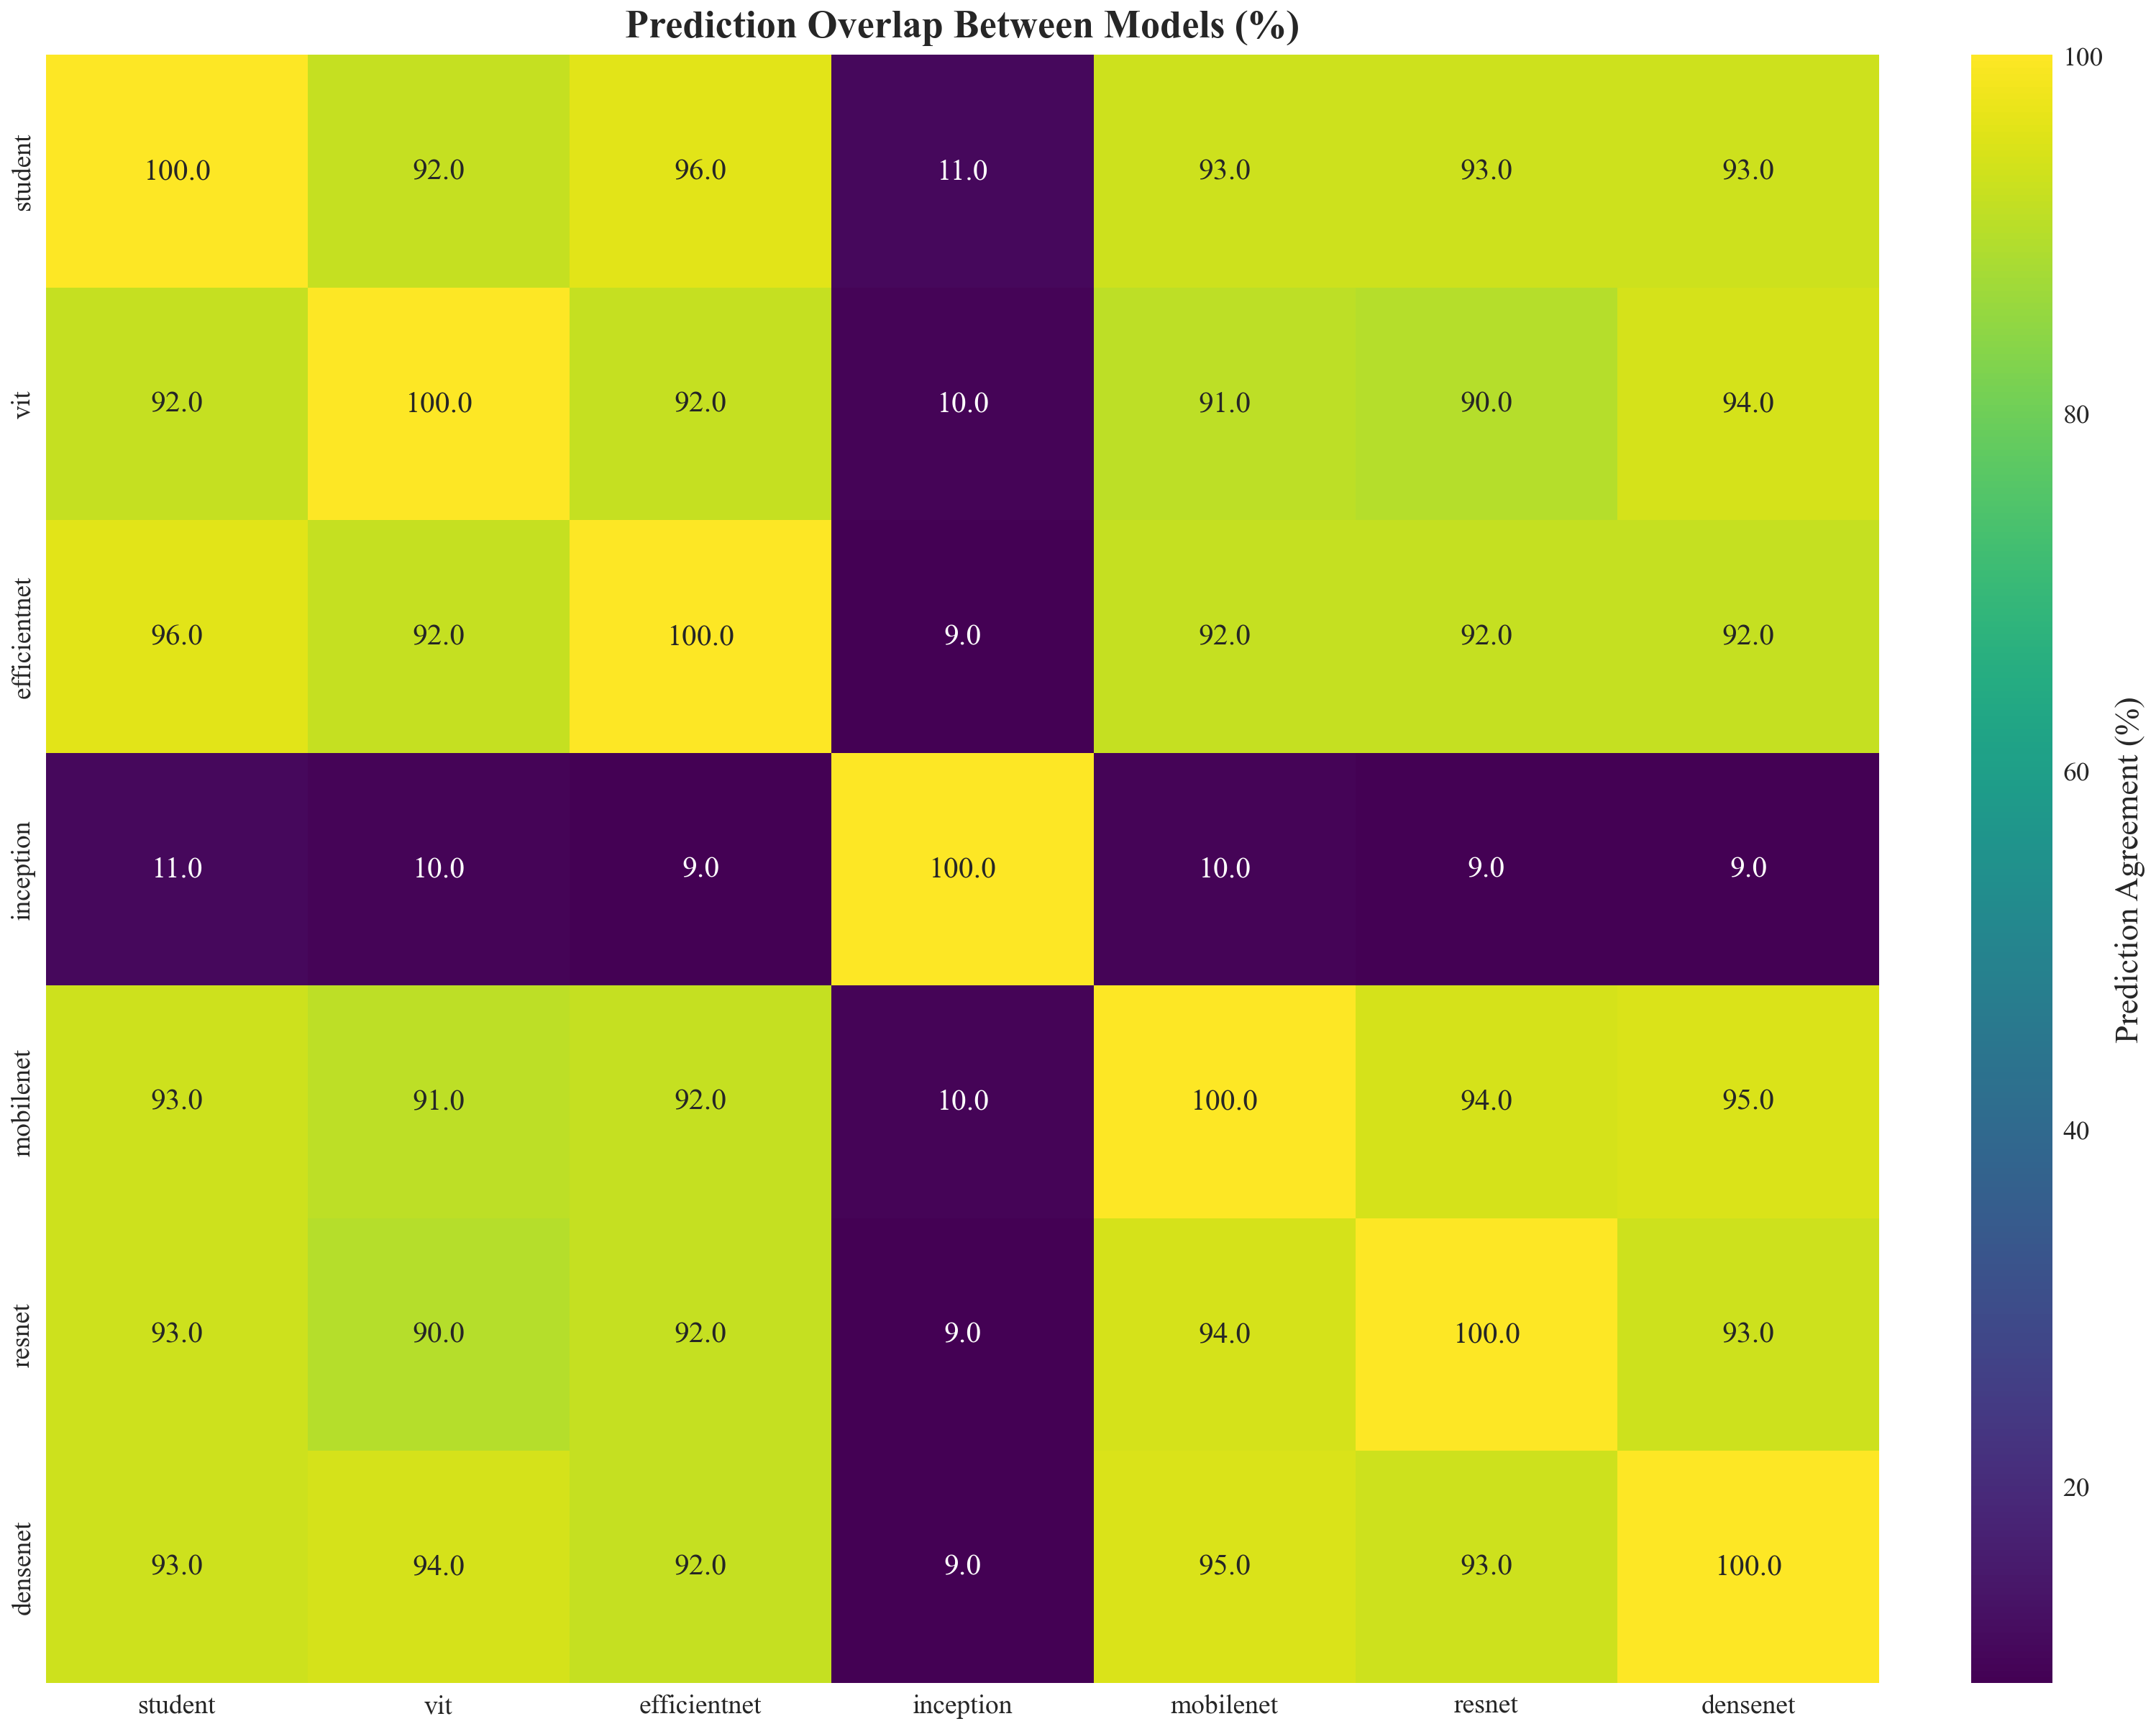 Prediction Overlap Between Models (%)
student 100.0 92.0 96.0 11.0 93.0 93.0 93.0
vit 92.0 100.0 92.0 10.0 91.0 90.0 94.0
efficientnet 96.0 92.0 100.0 9.0 92.0 92.0 92.0
inception 11.0 10.0 9.0 100.0 10.0 9.0 9.0
mobilenet 93.0 91.0 92.0 10.0 100.0 94.0 95.0
resnet 93.0 90.0 92.0 9.0 94.0 100.0 93.0
densenet 93.0 94.0 92.0 9.0 95.0 93.0 100.0
student vit efficientnet inception mobilenet resnet densenet
100
80
60
40
20
Prediction Agreement (%)